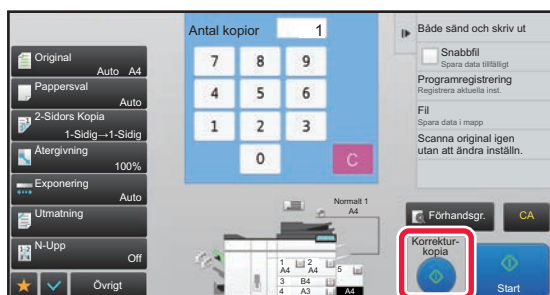 Antal kopior 1
7 8 9
4 5 6
1 2 3
0 C
Original
Auto A4
Pappersval
Auto
2-Sidors Kopia
1-Sidig→1-Sidig
Återgivning
100%
Exponering
Auto
Utmatning
N-Upp
Off
Övrigt
Normalt 1
A4
1 2
A4 A4
5
3 B4
4 A3
A4
Både sänd och skriv ut
Snabbfil
Spara data tillfälligt
Programregistrering
Registrera aktuella inst.
Fil
Spara data i mapp
Scanna original igen
utan att ändra inställn.
Förhandsgr.
CA
Korrektur-
kopia
Start